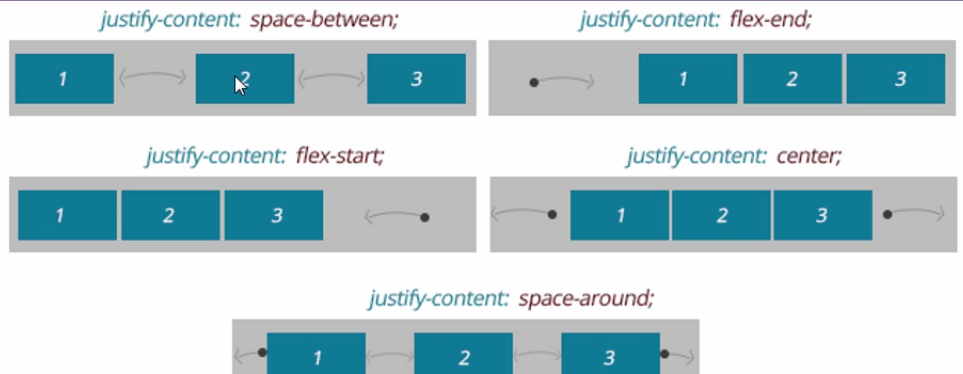 justify-content: space-between;
1 2 3
justify-content: flex-end;
1 2 3
justify-content: flex-start;
1 2 3
justify-content: center;
1 2 3
justify-content: space-around;
1 2 3